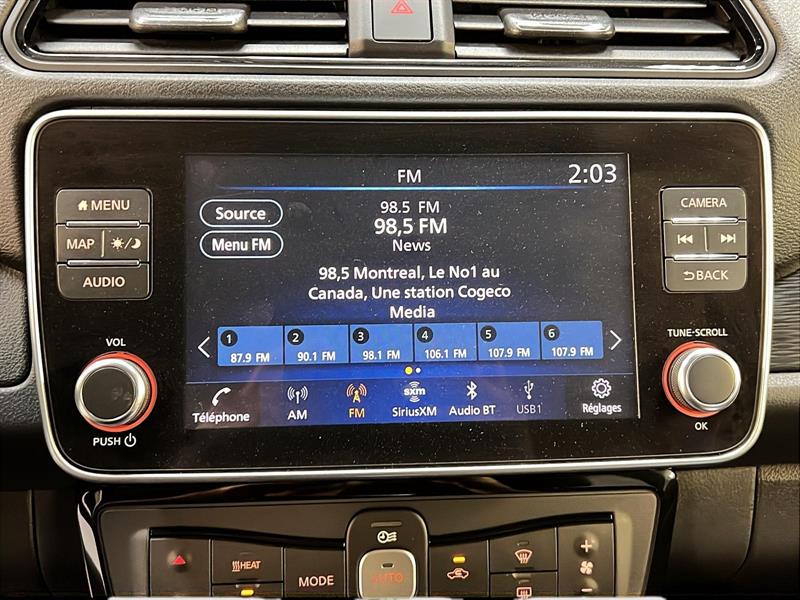 FM 2:03
MENU
MAP
AUDIO
Source
Menu FM
98.5 FM
98,5 FM
News
98,5 Montreal, Le No1 au
Canada, Une station Cogeco
Media
1 2 3 4 5 6
87.9 FM 90.1 FM 98.1 FM 106.1 FM 107.9 FM 107.9 FM
Téléphone AM FM sxm SiriusXM Audio BT USB1 Réglages
CAMERA
BACK
VOL
PUSH
TUNE·SCROLL
OK
HEAT
MODE
AUTO
+
−